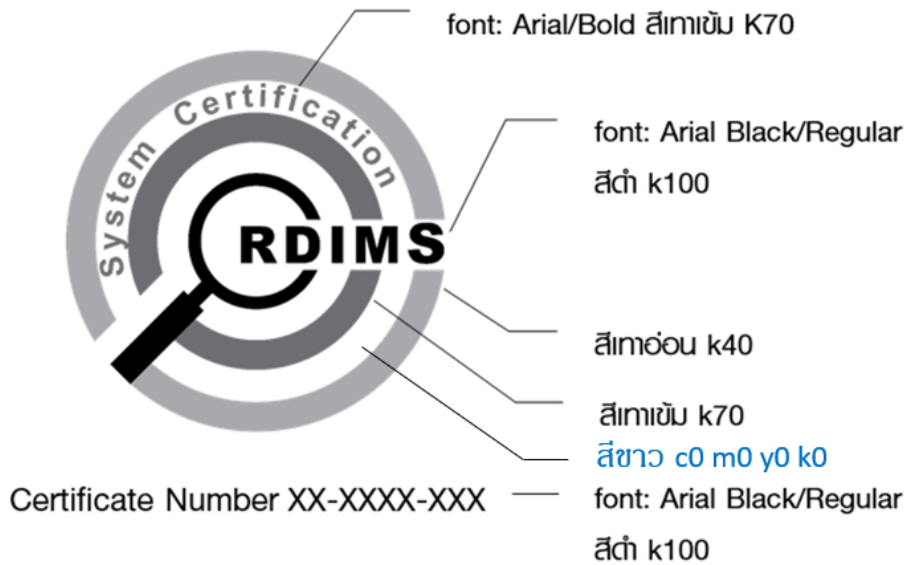 font: Arial/Bold สีเทาเข้ม K70
System Certification
font: Arial Black/Regular
สีดำ k100
RDIMS
สีเทาอ่อน k40
สีเทาเข้ม k70
สีขาว c0 m0 y0 k0
Certificate Number XX-XXXX-XXX
font: Arial Black/Regular
สีดำ k100